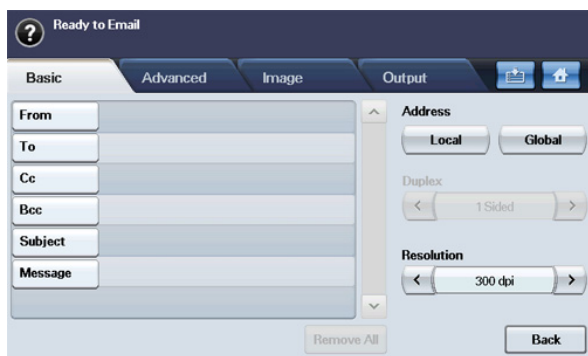 Ready to Email
Basic
Advanced
Image
Output
From
To
Cc
Bcc
Subject
Message
Remove All
Address
Local
Global
Duplex
1 Sided
Resolution
300 dpi
Back